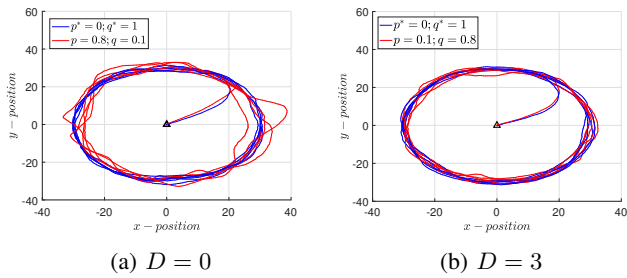 60
40
20
0
-20
-40
-40 -20 0 20 40
x − position
y − position
p* = 0; q* = 1
p = 0.8; q = 0.1
(a) D = 0
60
40
20
0
-20
-40
-40 -20 0 20 40
x − position
y − position
p* = 0; q* = 1
p = 0.1; q = 0.8
(b) D = 3